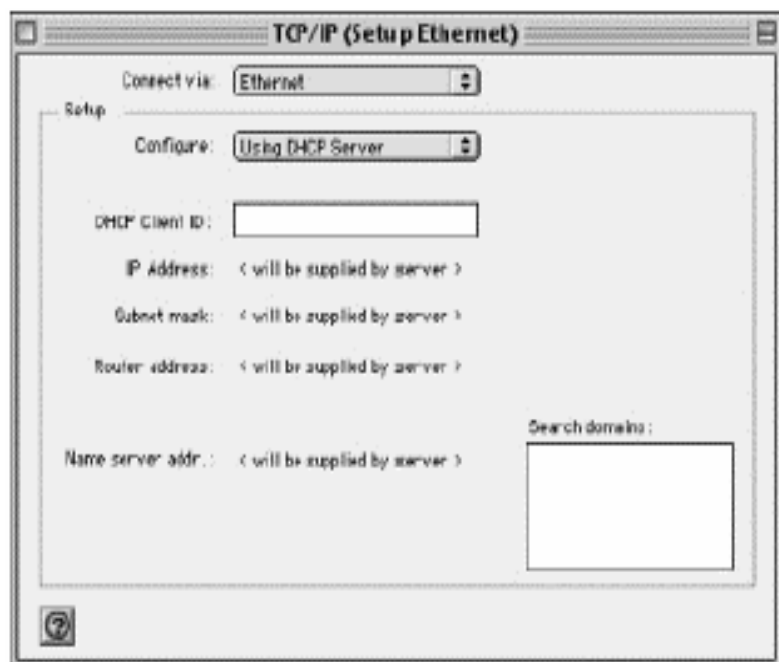 TCP/IP (Setup Ethernet)
Connect via: Ethernet
Setup
Configure: Using DHCP Server
DHCP Client ID:
IP Address: < will be supplied by server >
Subnet mask: < will be supplied by server >
Router address: < will be supplied by server >
Search domains:
Name server addr.: < will be supplied by server >
?